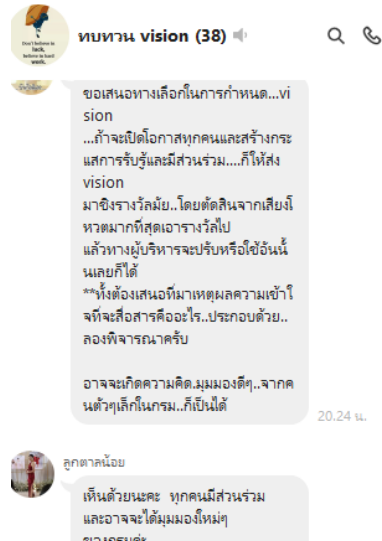 ทบทวน vision (38)
Don't believe in
luck,
believe in hard
work.
ขอเสนอทางเลือกในการกำหนด...vi
sion
...ถ้าจะเปิดโอกาสทุกคนและสร้างกระ
แสการรับรู้และมีส่วนร่วม....ก็ให้ส่ง
vision
มาชิงรางวัลมัย..โดยตัดสินจากเสียงโ
หวตมากที่สุดเอารางวัลไป
แล้วทางผู้บริหารจะปรับหรือใช้อันนั้
นเลยก็ได้
**ทั้งต้องเสนอที่มาเหตุผลความเข้าใ
จที่จะสื่อสารคืออะไร..ประกอบด้วย..
ลองพิจารณาครับ
อาจจะเกิดความคิด.มุมมองดีๆ..จากค
นตัวๆเล็กในกรม..ก็เป็นได้
20.24 น.
ลูกตาลน้อย
เห็นด้วยนะคะ ทุกคนมีส่วนร่วม
และอาจจะได้มุมมองใหม่ๆ
ของกรมค่ะ